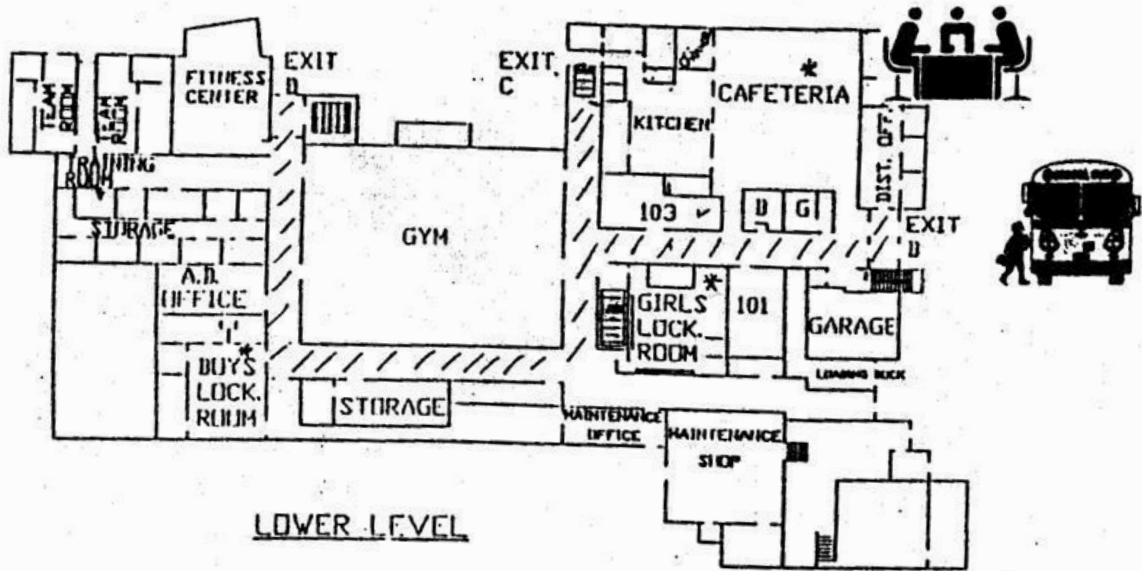 EXIT
D
EXIT
C
FITNESS
CENTER
TEAM
ROOM
TEAM
ROOM
CAFETERIA
KITCHEN
DIST. OFF.
TRAINING
ROOM
STORAGE
103
B
G
EXIT
B
GYM
A.D.
OFFICE
GIRLS
LOCK.
ROOM
101
GARAGE
BOYS
LOCK.
ROOM
LOADING DOCK
STORAGE
MAINTENANCE
OFFICE
MAINTENANCE
SHOP
LOWER LEVEL